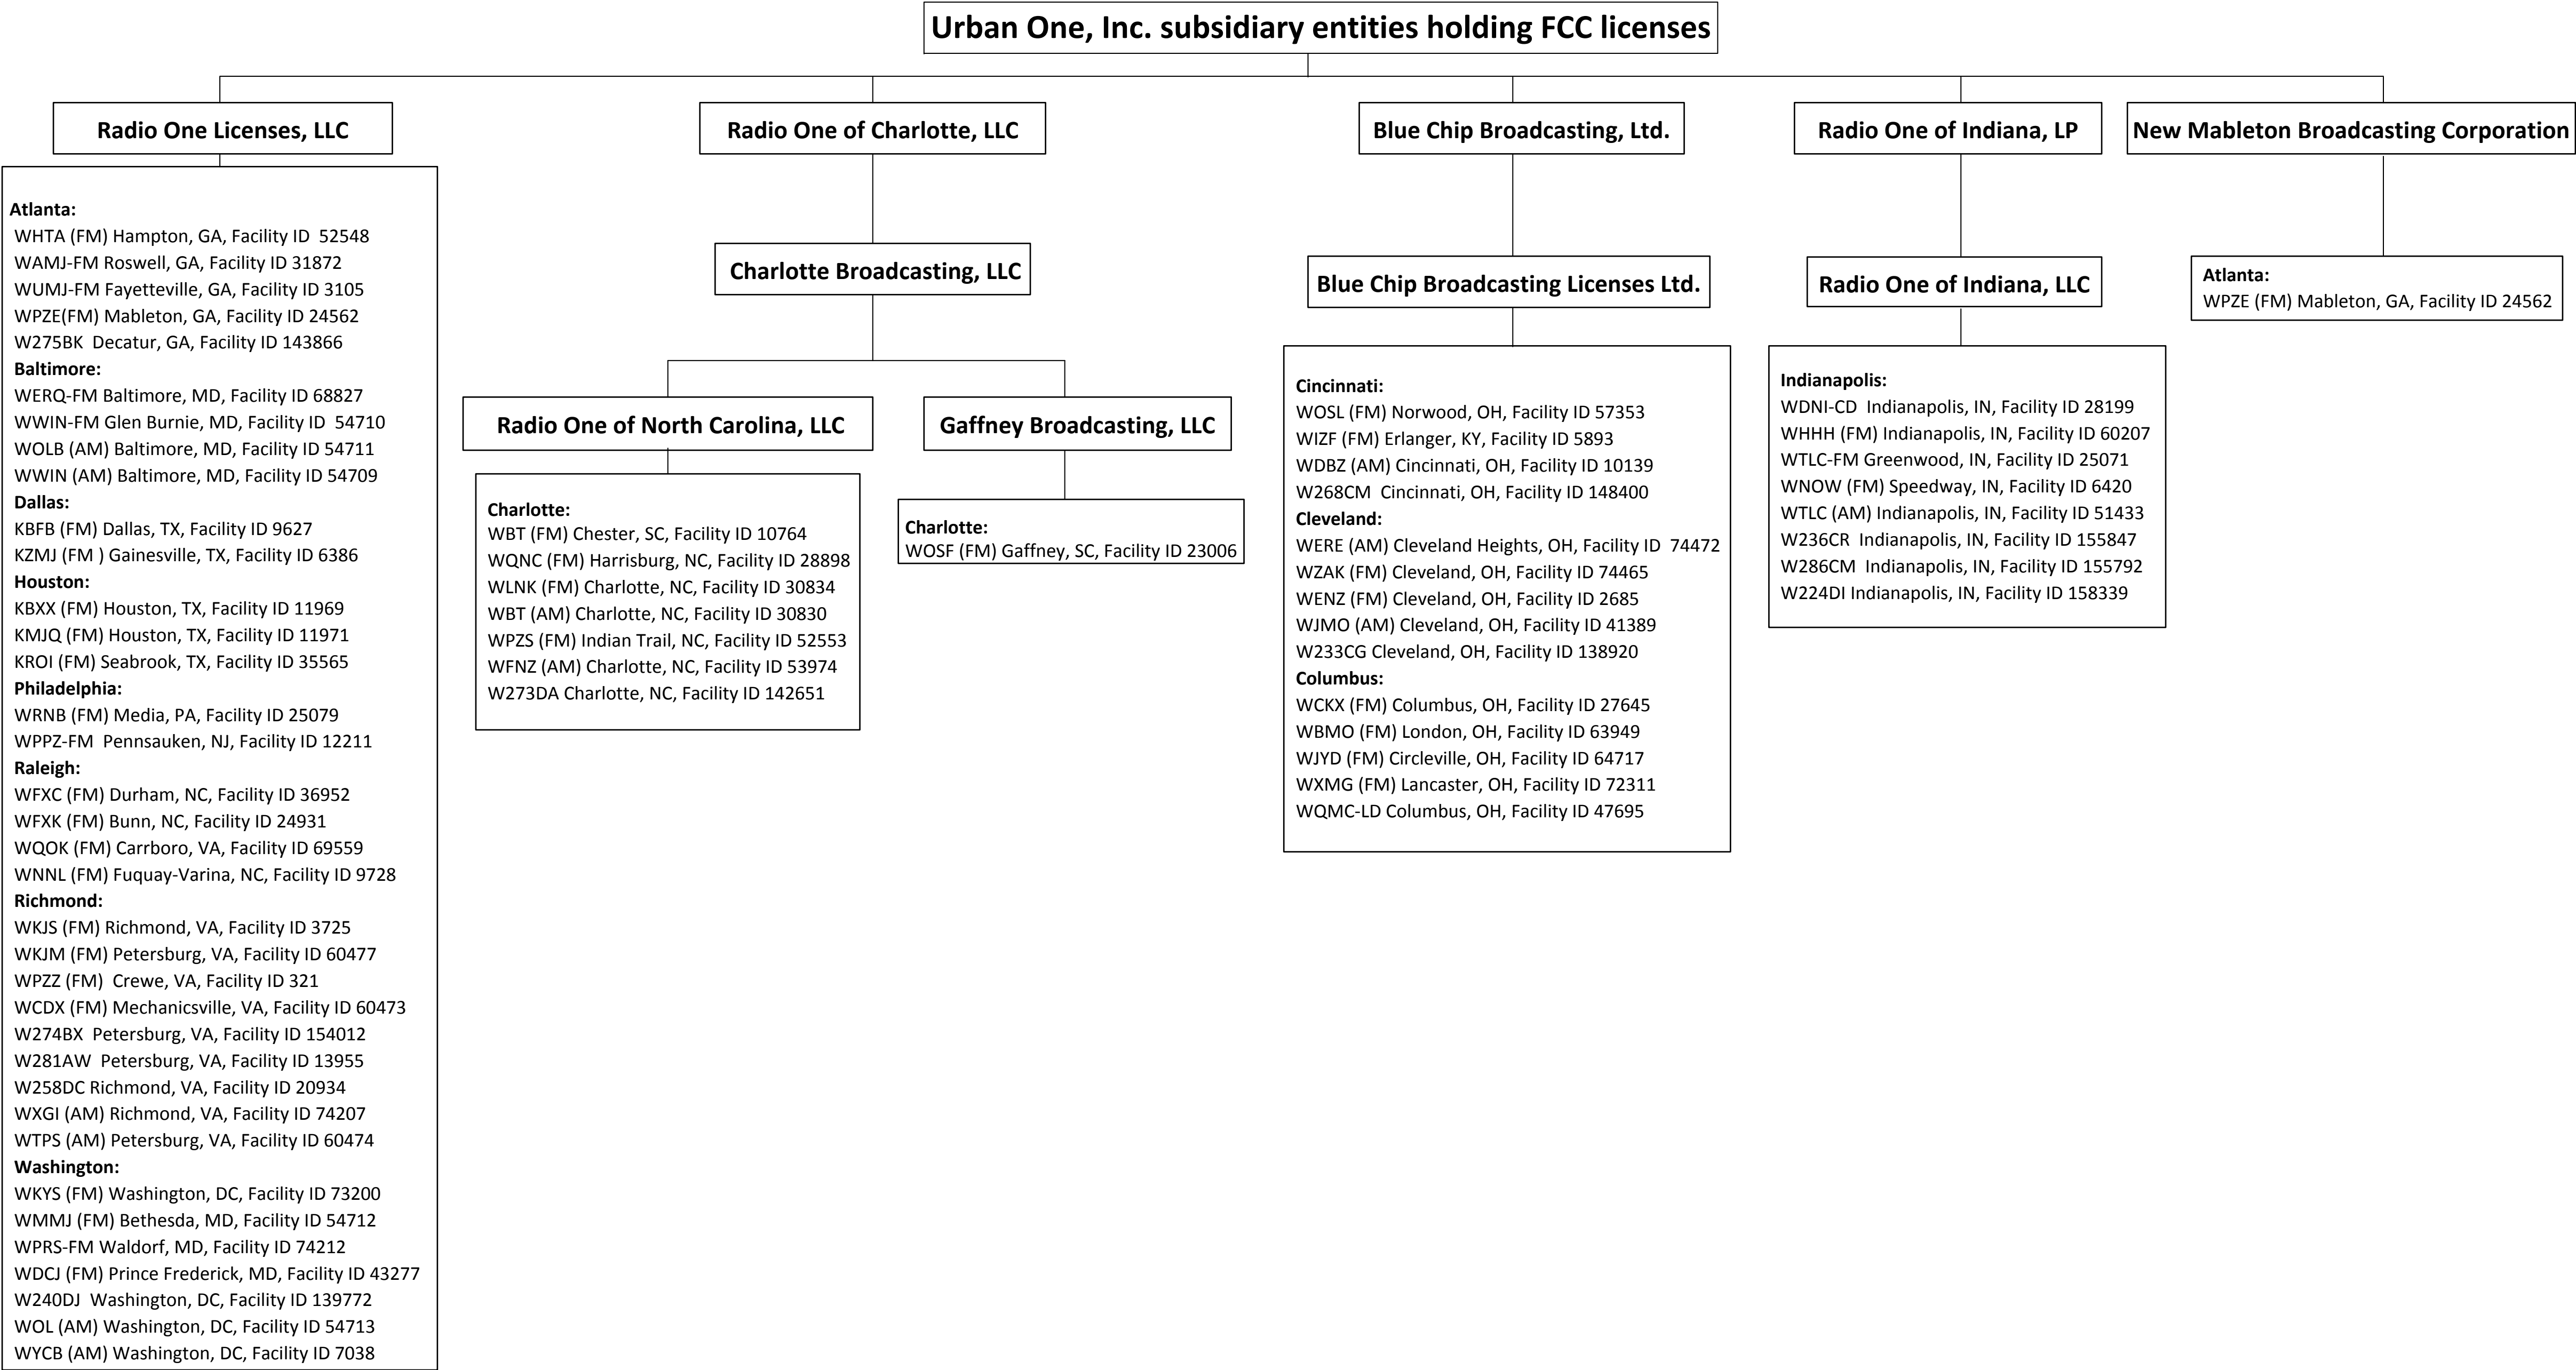 Urban One, Inc. subsidiary entities holding FCC licenses
Radio One Licenses, LLC
Atlanta:
WHTA (FM) Hampton, GA, Facility ID  52548
WAMJ-FM Roswell, GA, Facility ID 31872
WUMJ-FM Fayetteville, GA, Facility ID 3105
WPZE(FM) Mableton, GA, Facility ID 24562
W275BK  Decatur, GA, Facility ID 143866
Baltimore:
WERQ-FM Baltimore, MD, Facility ID 68827
WWIN-FM Glen Burnie, MD, Facility ID  54710
WOLB (AM) Baltimore, MD, Facility ID 54711
WWIN (AM) Baltimore, MD, Facility ID 54709
Dallas:
KBFB (FM) Dallas, TX, Facility ID 9627
KZMJ (FM ) Gainesville, TX, Facility ID 6386
Houston:
KBXX (FM) Houston, TX, Facility ID 11969
KMJQ (FM) Houston, TX, Facility ID 11971
KROI (FM) Seabrook, TX, Facility ID 35565
Philadelphia:
WRNB (FM) Media, PA, Facility ID 25079
WPPZ-FM  Pennsauken, NJ, Facility ID 12211
Raleigh:
WFXC (FM) Durham, NC, Facility ID 36952
WFXK (FM) Bunn, NC, Facility ID 24931
WQOK (FM) Carrboro, VA, Facility ID 69559
WNNL (FM) Fuquay-Varina, NC, Facility ID 9728
Richmond:
WKJS (FM) Richmond, VA, Facility ID 3725
WKJM (FM) Petersburg, VA, Facility ID 60477
WPZZ (FM)  Crewe, VA, Facility ID 321
WCDX (FM) Mechanicsville, VA, Facility ID 60473
W274BX  Petersburg, VA, Facility ID 154012
W281AW  Petersburg, VA, Facility ID 13955
W258DC Richmond, VA, Facility ID 20934
WXGI (AM) Richmond, VA, Facility ID 74207
WTPS (AM) Petersburg, VA, Facility ID 60474
Washington:
WKYS (FM) Washington, DC, Facility ID 73200
WMMJ (FM) Bethesda, MD, Facility ID 54712
WPRS-FM Waldorf, MD, Facility ID 74212
WDCJ (FM) Prince Frederick, MD, Facility ID 43277
W240DJ  Washington, DC, Facility ID 139772
WOL (AM) Washington, DC, Facility ID 54713
WYCB (AM) Washington, DC, Facility ID 7038
Radio One of Charlotte, LLC
Charlotte Broadcasting, LLC
Radio One of North Carolina, LLC
Charlotte:
WBT (FM) Chester, SC, Facility ID 10764
WQNC (FM) Harrisburg, NC, Facility ID 28898
WLNK (FM) Charlotte, NC, Facility ID 30834
WBT (AM) Charlotte, NC, Facility ID 30830
WPZS (FM) Indian Trail, NC, Facility ID 52553
WFNZ (AM) Charlotte, NC, Facility ID 53974
W273DA Charlotte, NC, Facility ID 142651
Gaffney Broadcasting, LLC
Charlotte:
WOSF (FM) Gaffney, SC, Facility ID 23006
Blue Chip Broadcasting, Ltd.
Blue Chip Broadcasting Licenses Ltd.
Cincinnati:
WOSL (FM) Norwood, OH, Facility ID 57353
WIZF (FM) Erlanger, KY, Facility ID 5893
WDBZ (AM) Cincinnati, OH, Facility ID 10139
W268CM  Cincinnati, OH, Facility ID 148400
Cleveland:
WERE (AM) Cleveland Heights, OH, Facility ID  74472
WZAK (FM) Cleveland, OH, Facility ID 74465
WENZ (FM) Cleveland, OH, Facility ID 2685
WJMO (AM) Cleveland, OH, Facility ID 41389
W233CG Cleveland, OH, Facility ID 138920
Columbus:
WCKX (FM) Columbus, OH, Facility ID 27645
WBMO (FM) London, OH, Facility ID 63949
WJYD (FM) Circleville, OH, Facility ID 64717
WXMG (FM) Lancaster, OH, Facility ID 72311
WQMC-LD Columbus, OH, Facility ID 47695
Radio One of Indiana, LP
Radio One of Indiana, LLC
Indianapolis:
WDNI-CD  Indianapolis, IN, Facility ID 28199
WHHH (FM) Indianapolis, IN, Facility ID 60207
WTLC-FM Greenwood, IN, Facility ID 25071
WNOW (FM) Speedway, IN, Facility ID 6420
WTLC (AM) Indianapolis, IN, Facility ID 51433
W236CR  Indianapolis, IN, Facility ID 155847
W286CM  Indianapolis, IN, Facility ID 155792
W224DI Indianapolis, IN, Facility ID 158339
New Mableton Broadcasting Corporation
Atlanta:
WPZE (FM) Mableton, GA, Facility ID 24562